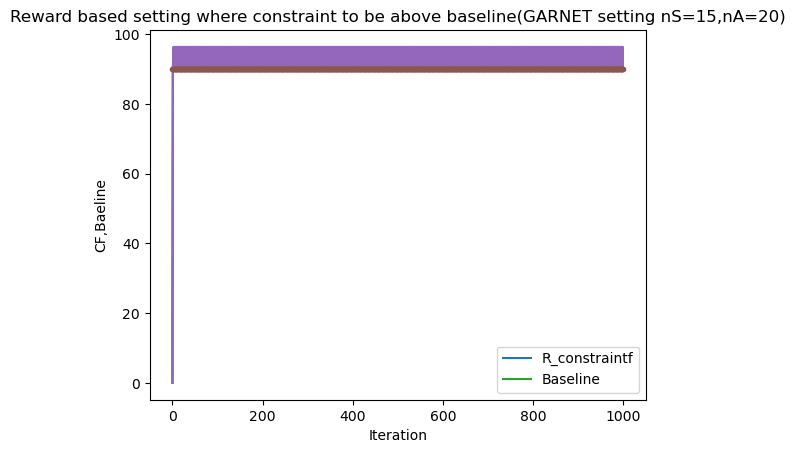 Reward based setting where constraint to be above baseline(GARNET setting nS=15,nA=20)
100
80
60
40
20
0
CF,Baeline
0 200 400 600 800 1000
Iteration
R_constraintf
Baseline